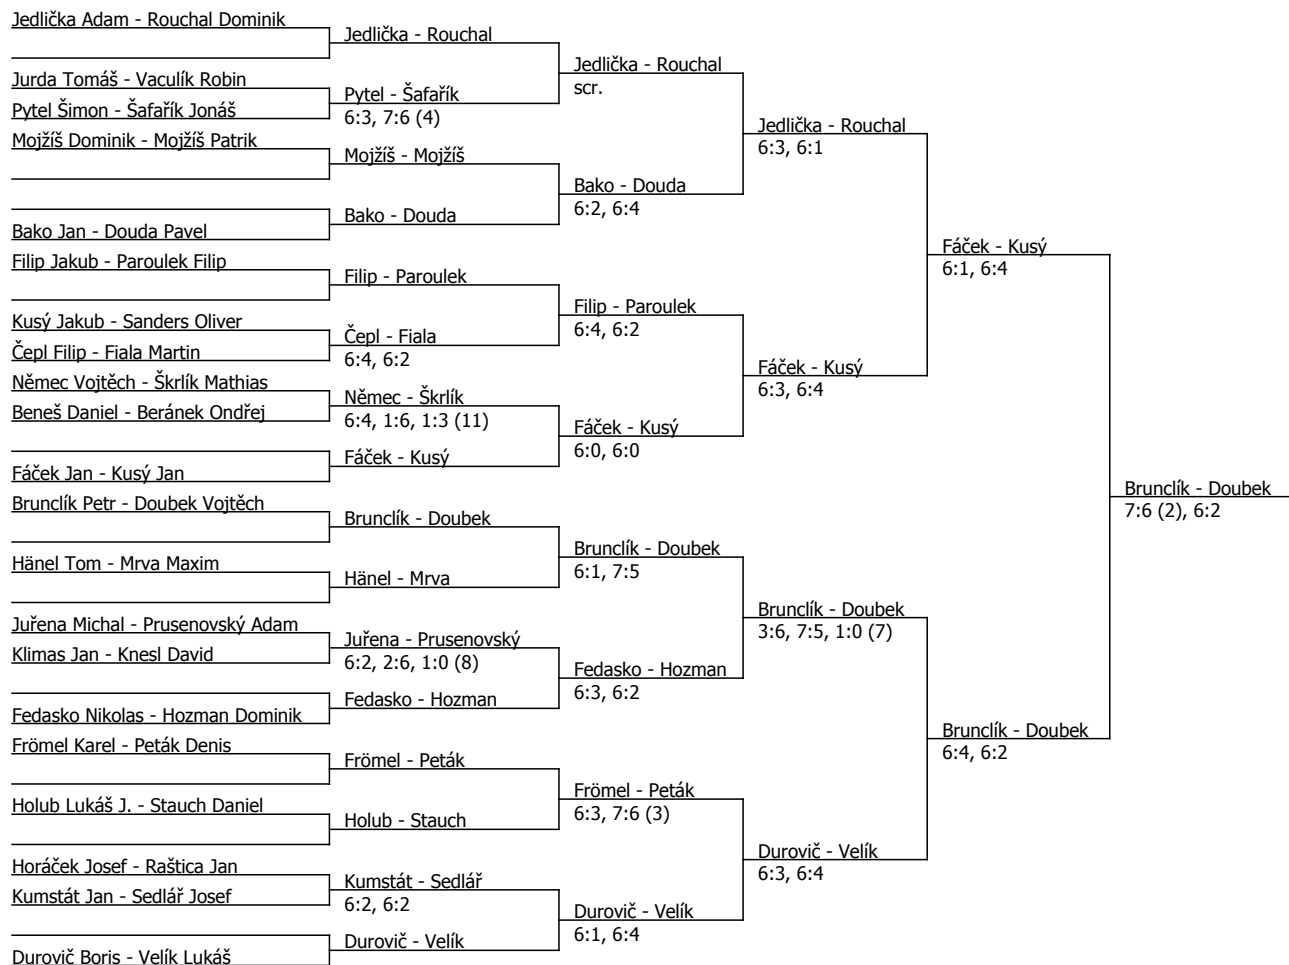 Jedlička Adam - Rouchal Dominik
Jurda Tomáš - Vaculík Robin
Pytel Šimon - Šafařík Jonáš
Mojžíš Dominik - Mojžíš Patrik
Bako Jan - Douda Pavel
Filip Jakub - Paroulek Filip
Kusý Jakub - Sanders Oliver
Čepl Filip - Fiala Martin
Němec Vojtěch - Škrlík Mathias
Beneš Daniel - Beránek Ondřej
Fáček Jan - Kusý Jan
Brunclík Petr - Doubek Vojtěch
Hänel Tom - Mrva Maxim
Juřena Michal - Prusenovský Adam
Klimas Jan - Knesl David
Fedasko Nikolas - Hozman Dominik
Frömel Karel - Peták Denis
Holub Lukáš J. - Stauch Daniel
Horáček Josef - Raštica Jan
Kumstát Jan - Sedlář Josef
Durovič Boris - Velík Lukáš
Jedlička - Rouchal
Pytel - Šafařík
6:3, 7:6 (4)
Mojžíš - Mojžíš
Bako - Douda
Filip - Paroulek
Čepl - Fiala
6:4, 6:2
Němec - Škrlík
6:4, 1:6, 1:3 (11)
Fáček - Kusý
Brunclík - Doubek
Hänel - Mrva
Juřena - Prusenovský
6:2, 2:6, 1:0 (8)
Fedasko - Hozman
Frömel - Peták
Holub - Stauch
Kumstát - Sedlář
6:2, 6:2
Durovič - Velík
Jedlička - Rouchal
scr.
Bako - Douda
6:2, 6:4
Filip - Paroulek
6:4, 6:2
Fáček - Kusý
6:0, 6:0
Brunclík - Doubek
6:1, 7:5
Fedasko - Hozman
6:3, 6:2
Frömel - Peták
6:3, 7:6 (3)
Durovič - Velík
6:1, 6:4
Jedlička - Rouchal
6:3, 6:1
Fáček - Kusý
6:3, 6:4
Brunclík - Doubek
3:6, 7:5, 1:0 (7)
Durovič - Velík
6:3, 6:4
Fáček - Kusý
6:1, 6:4
Brunclík - Doubek
6:4, 6:2
Brunclík - Doubek
7:6 (2), 6:2